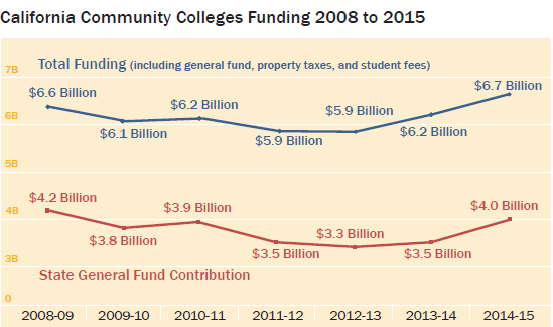 California Community Colleges Funding 2008 to 2015
7B
Total Funding (including general fund, property taxes, and student fees)
$6.6 Billion
$6.1 Billion
$6.2 Billion
$5.9 Billion
$5.9 Billion
$6.2 Billion
$6.7 Billion
6B
5B
$4.2 Billion
$3.8 Billion
$3.9 Billion
$3.5 Billion
$3.3 Billion
$3.5 Billion
$4.0 Billion
4B
3B
State General Fund Contribution
0
2008-09 2009-10 2010-11 2011-12 2012-13 2013-14 2014-15